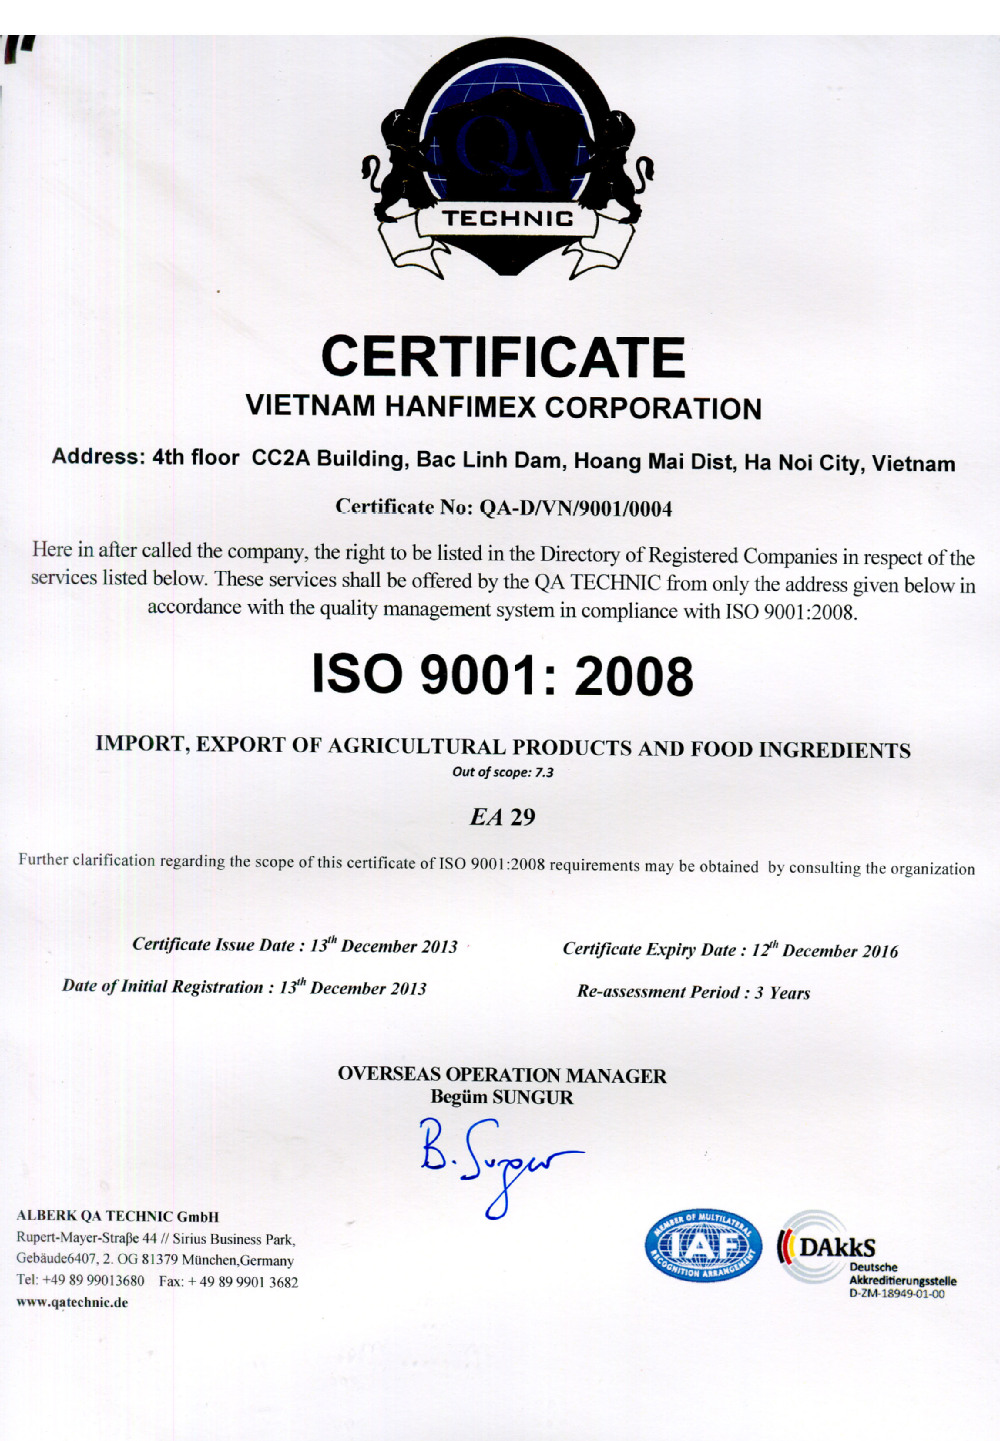 QA
TECHNIC
CERTIFICATE
VIETNAM HANFIMEX CORPORATION
Address: 4th floor CC2A Building, Bac Linh Dam, Hoang Mai Dist, Ha Noi City, Vietnam
Certificate No: QA-D/VN/9001/0004
Here in after called the company, the right to be listed in the Directory of Registered Companies in respect of the
services listed below. These services shall be offered by the QA TECHNIC from only the address given below in
accordance with the quality management system in compliance with ISO 9001:2008.
ISO 9001: 2008
IMPORT, EXPORT OF AGRICULTURAL PRODUCTS AND FOOD INGREDIENTS
Out of scope: 7.3
EA 29
Further clarification regarding the scope of this certificate of ISO 9001:2008 requirements may be obtained by consulting the organization
Certificate Issue Date : 13th December 2013
Certificate Expiry Date : 12th December 2016
Date of Initial Registration : 13th December 2013
Re-assessment Period : 3 Years
OVERSEAS OPERATION MANAGER
Begüm SUNGUR
B. Sungur
ALBERK QA TECHNIC GmbH
Rupert-Mayer-Straße 44 // Sirius Business Park,
Gebäude6407, 2. OG 81379 München,Germany
Tel: +49 89 99013680 Fax: + 49 89 9901 3682
www.qatechnic.de
MEMBER OF MULTILATERAL
IAF
RECOGNITION ARRANGEMENT
DAkkS
Deutsche
Akkreditierungsstelle
D-ZM-18949-01-00